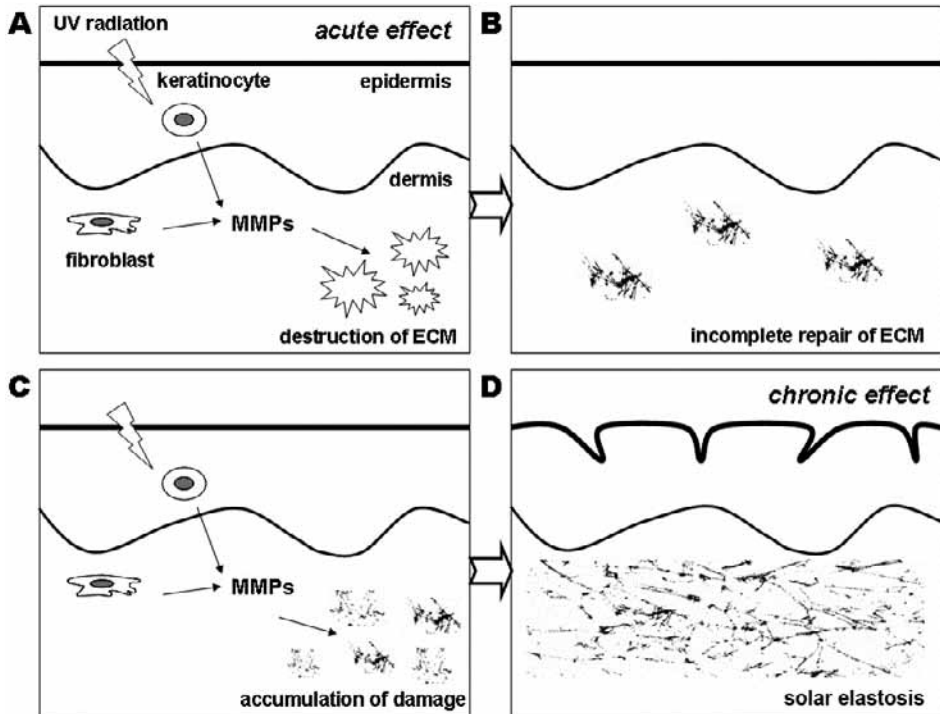 A
UV radiation
acute effect
keratinocyte
epidermis
dermis
MMPs
fibroblast
destruction of ECM
B
incomplete repair of ECM
C
MMPs
accumulation of damage
D
chronic effect
solar elastosis